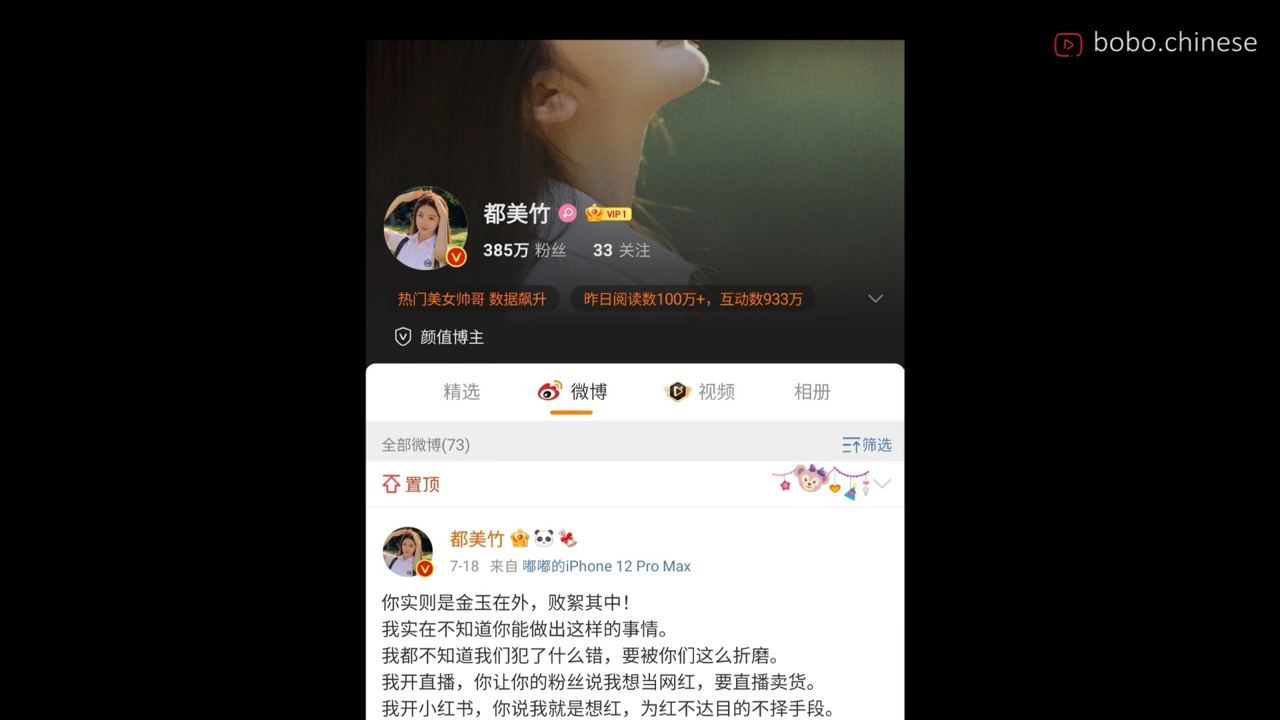 bobo.chinese
都美竹 VIP 1
385万 粉丝 33 关注
热门美女帅哥 数据飙升 昨日阅读数100万+，互动数933万
颜值博主
精选 微博 视频 相册
全部微博(73) 筛选
置顶
都美竹
7-18 来自 嘟嘟的iPhone 12 Pro Max
你实则是金玉在外，败絮其中！
我实在不知道你能做出这样的事情。
我都不知道我们犯了什么错，要被你们这么折磨。
我开直播，你让你的粉丝说我想当网红，要直播卖货。
我开小红书，你说我就是想红，为红不达目的不择手段。